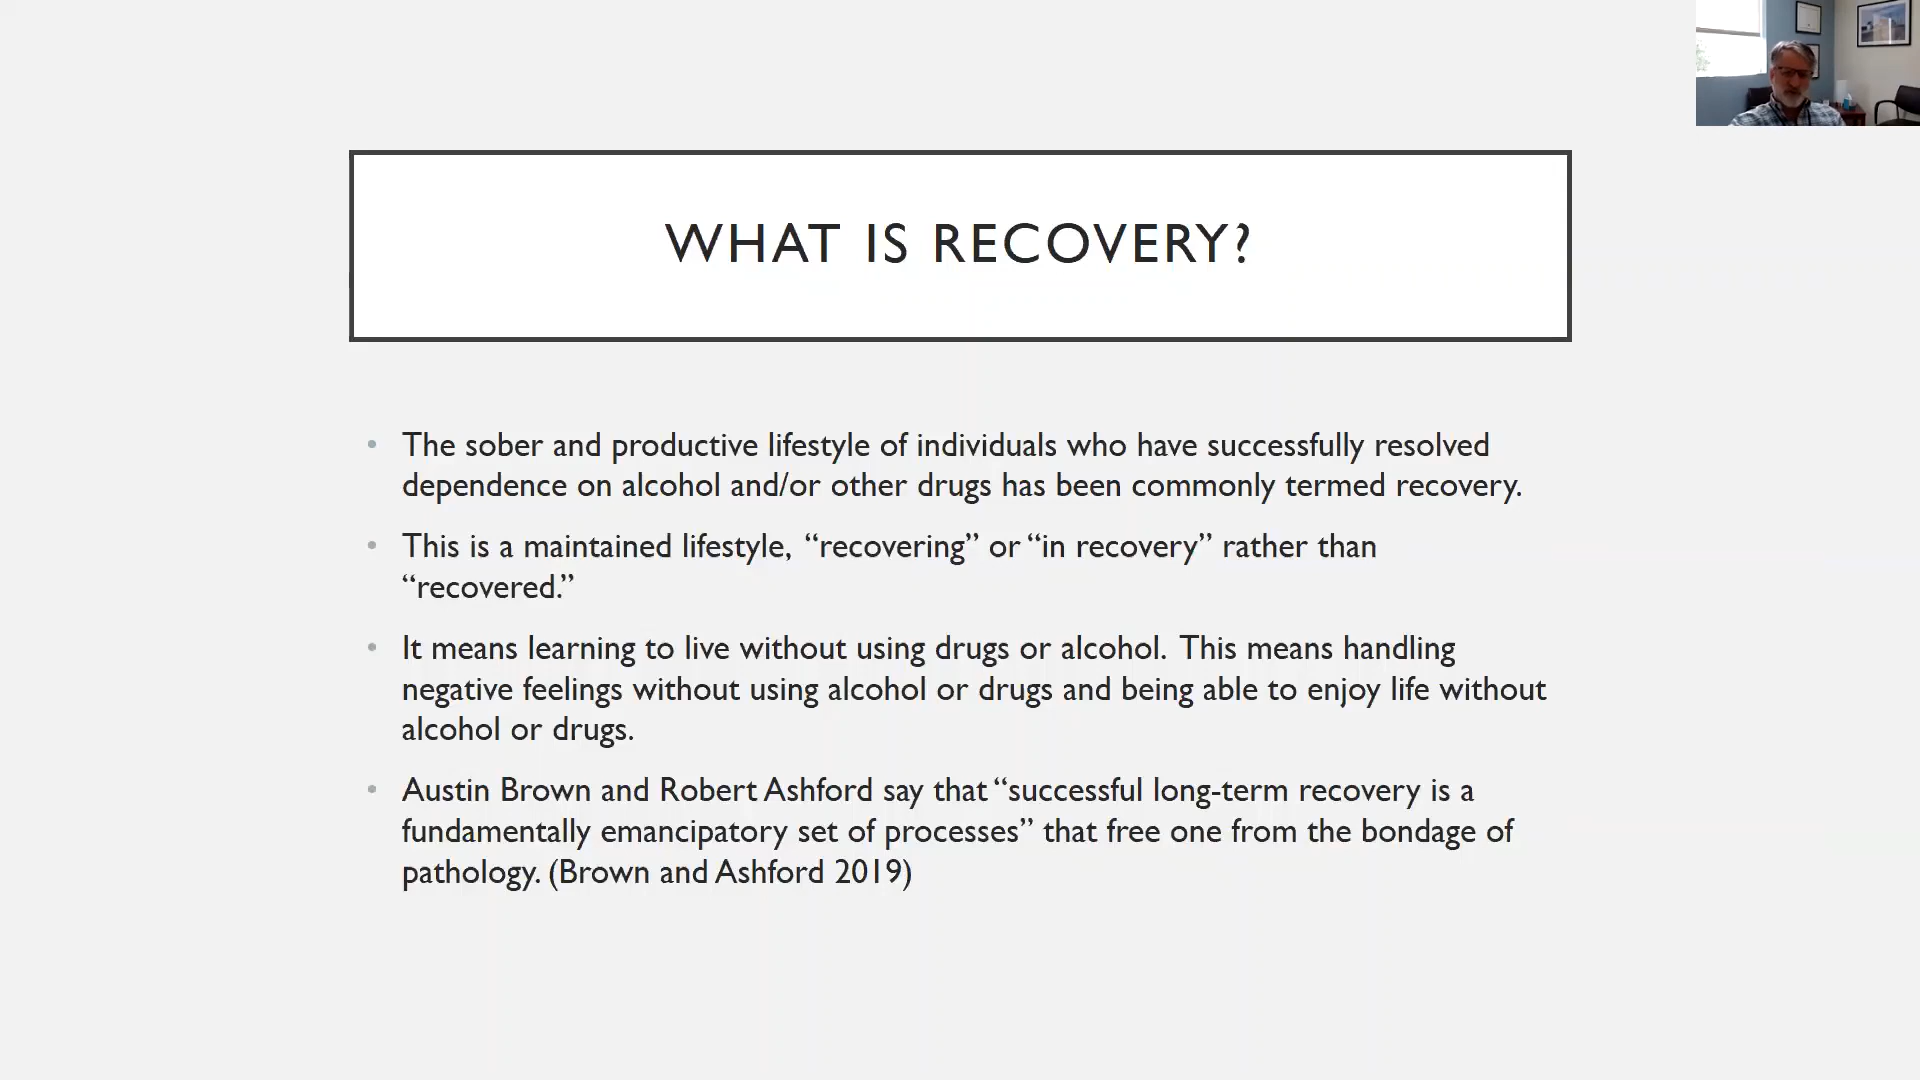 WHAT IS RECOVERY?
• The sober and productive lifestyle of individuals who have successfully resolved
dependence on alcohol and/or other drugs has been commonly termed recovery.
• This is a maintained lifestyle, “recovering” or “in recovery” rather than
“recovered.”
• It means learning to live without using drugs or alcohol. This means handling
negative feelings without using alcohol or drugs and being able to enjoy life without
alcohol or drugs.
• Austin Brown and Robert Ashford say that “successful long-term recovery is a
fundamentally emancipatory set of processes” that free one from the bondage of
pathology. (Brown and Ashford 2019)